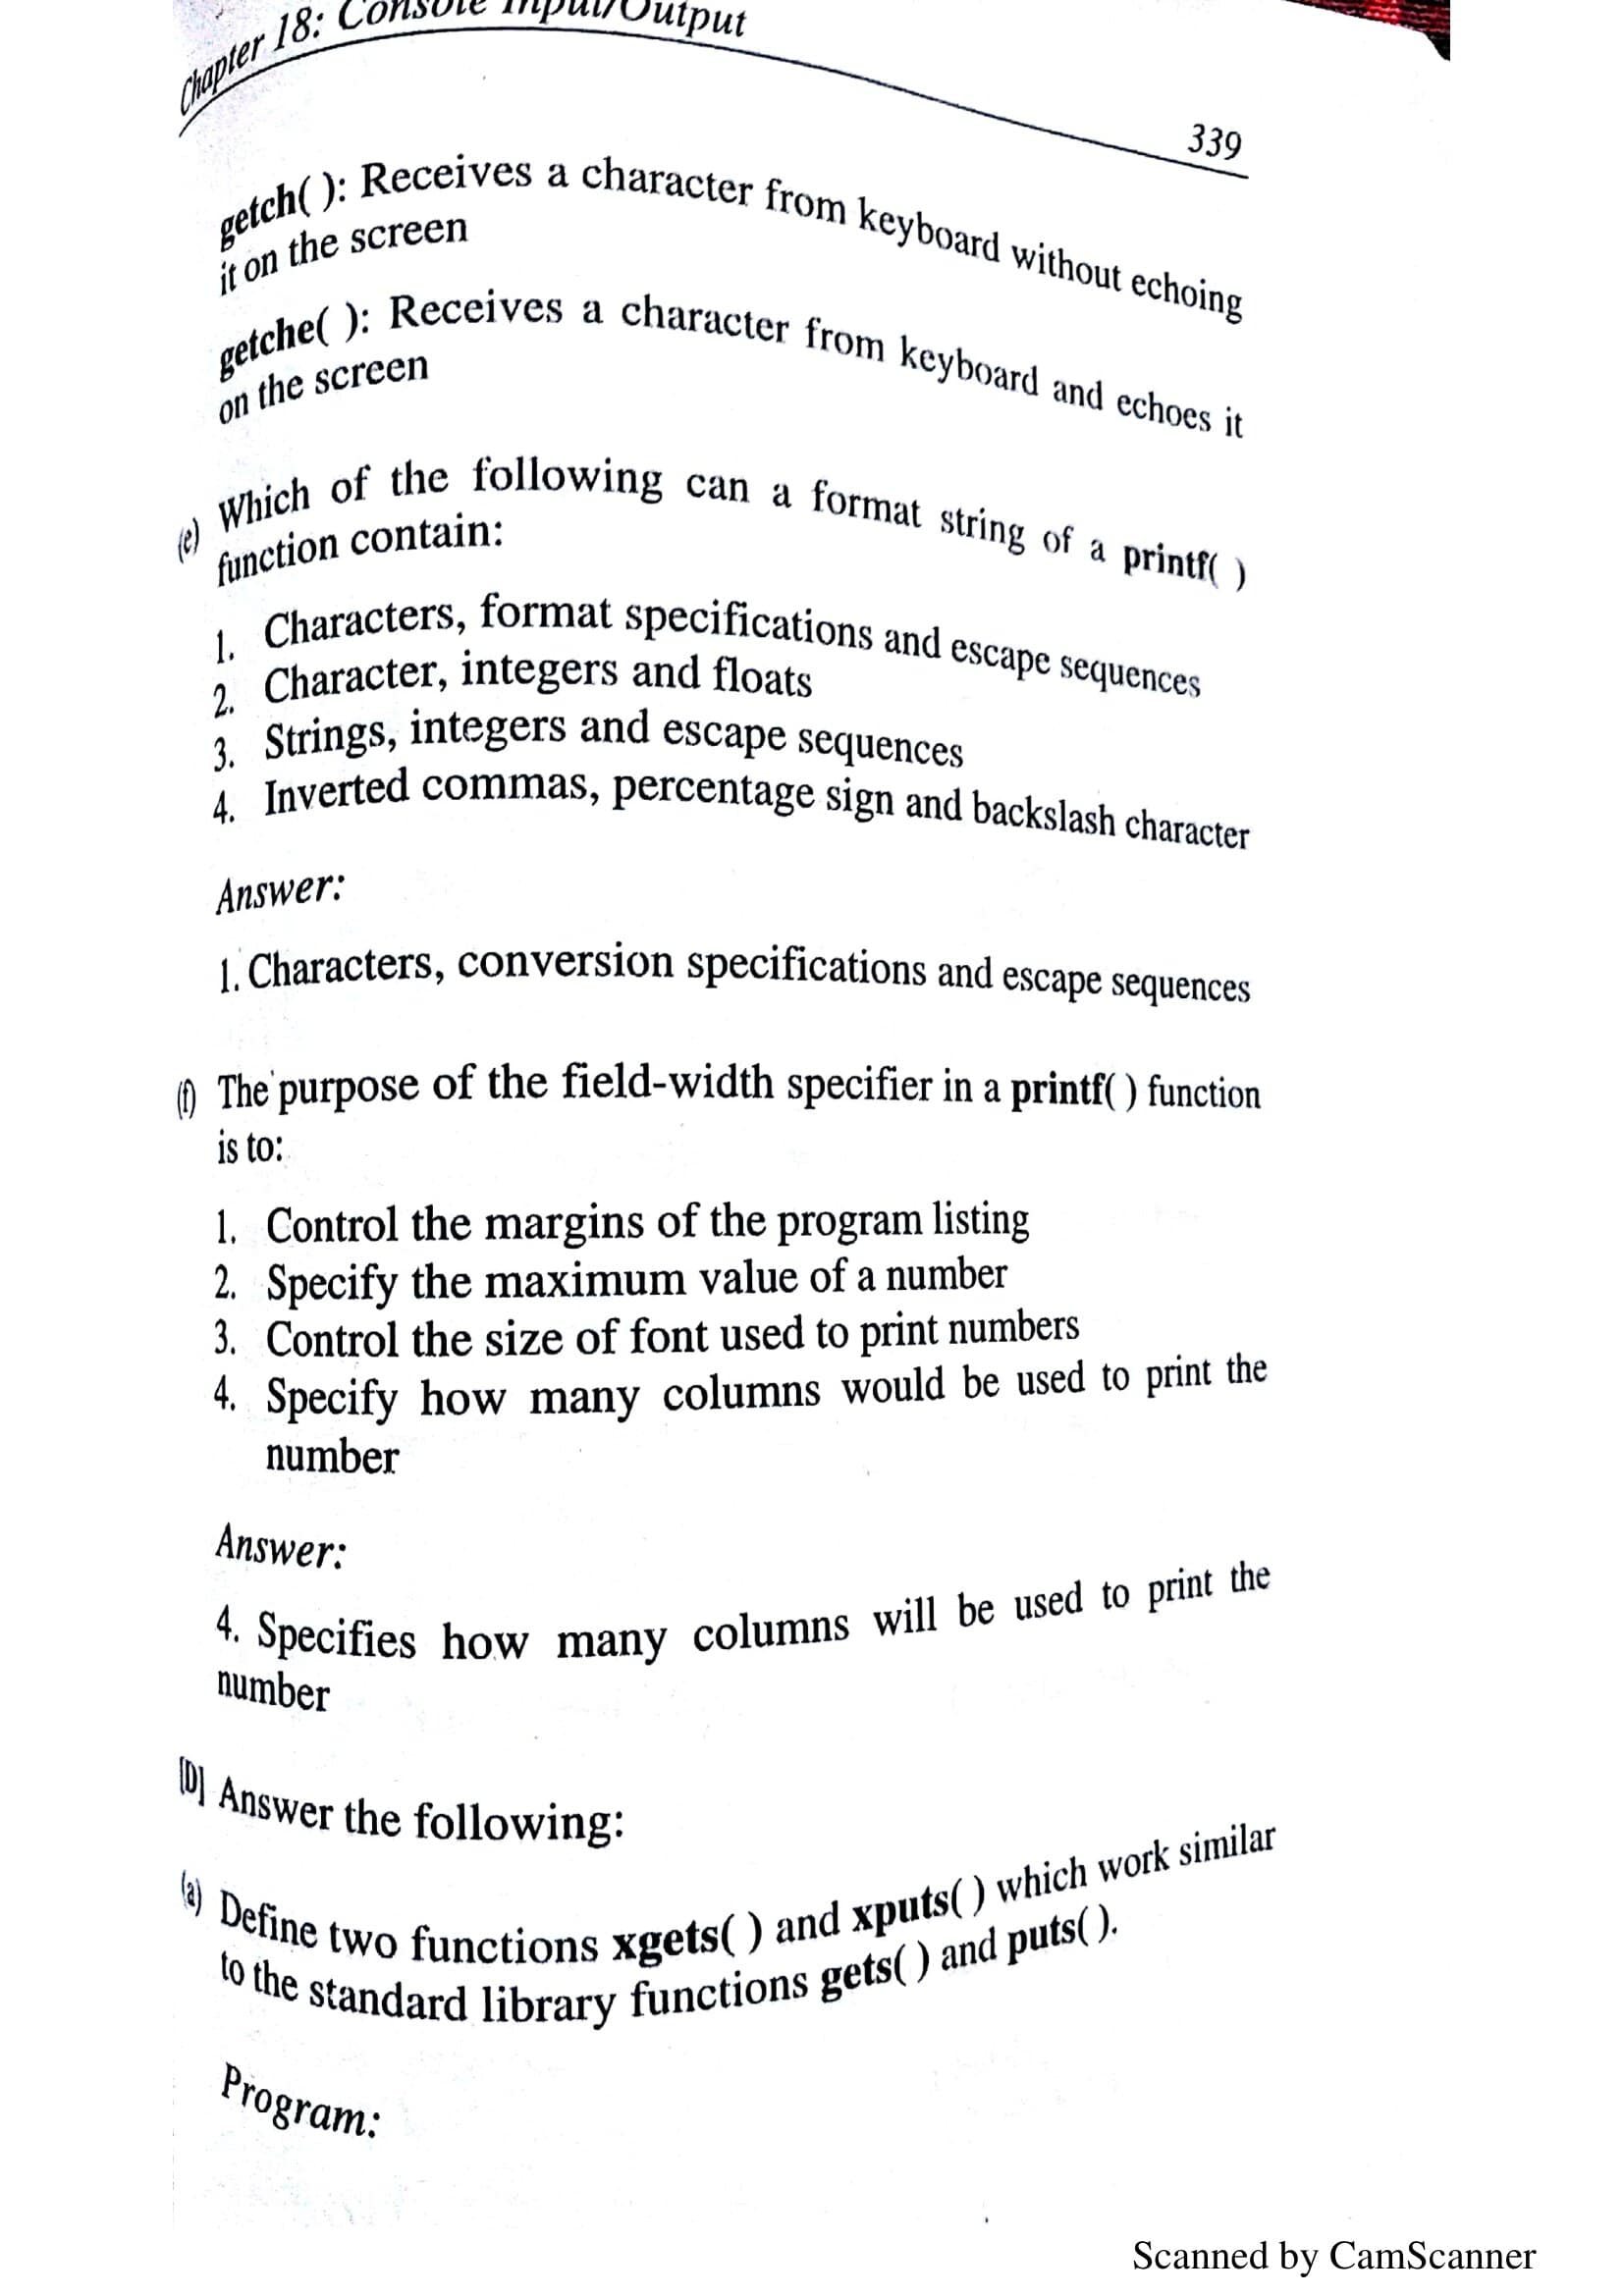 Chapter 18: Console Input/Output
339
getch( ): Receives a character from keyboard without echoing
it on the screen
getche( ): Receives a character from keyboard and echoes it
on the screen
(e) Which of the following can a format string of a printf( )
function contain:
1. Characters, format specifications and escape sequences
2. Character, integers and floats
3. Strings, integers and escape sequences
4. Inverted commas, percentage sign and backslash character
Answer:
1. Characters, conversion specifications and escape sequences
(f) The purpose of the field-width specifier in a printf( ) function
is to:
1. Control the margins of the program listing
2. Specify the maximum value of a number
3. Control the size of font used to print numbers
4. Specify how many columns would be used to print the
number
Answer:
4. Specifies how many columns will be used to print the
number
[D] Answer the following:
(a) Define two functions xgets( ) and xputs( ) which work similar
to the standard library functions gets( ) and puts( ).
Program:
Scanned by CamScanner